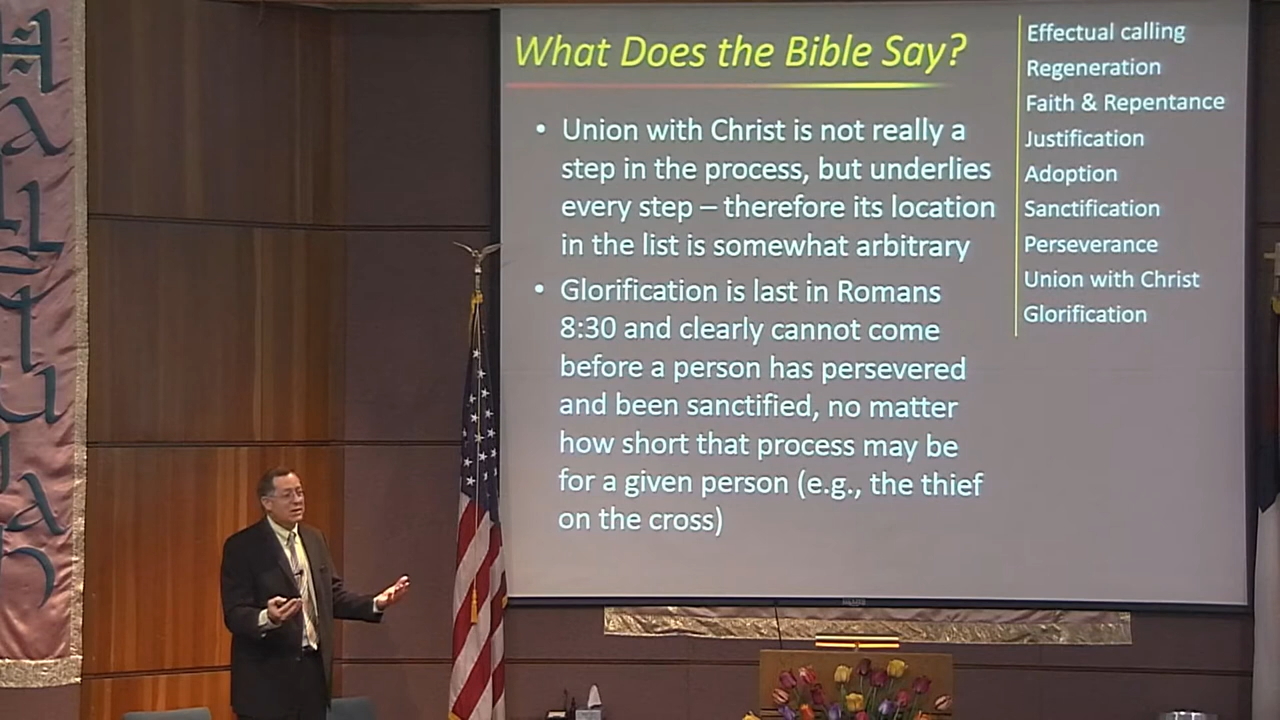 Hallelujah
What Does the Bible Say?
• Union with Christ is not really a
step in the process, but underlies
every step – therefore its location
in the list is somewhat arbitrary
• Glorification is last in Romans
8:30 and clearly cannot come
before a person has persevered
and been sanctified, no matter
how short that process may be
for a given person (e.g., the thief
on the cross)
Effectual calling
Regeneration
Faith & Repentance
Justification
Adoption
Sanctification
Perseverance
Union with Christ
Glorification